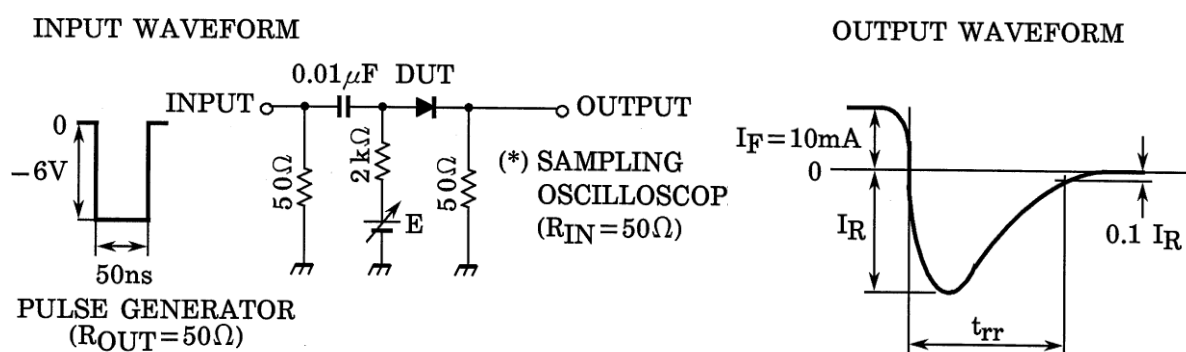 INPUT WAVEFORM
0
−6V
50ns
PULSE GENERATOR
(ROUT=50Ω)
0.01μF DUT
INPUT
OUTPUT
50Ω
2kΩ
E
50Ω
(*) SAMPLING
OSCILLOSCOP
(RIN=50Ω)
OUTPUT WAVEFORM
IF=10mA
0
IR
0.1 IR
trr